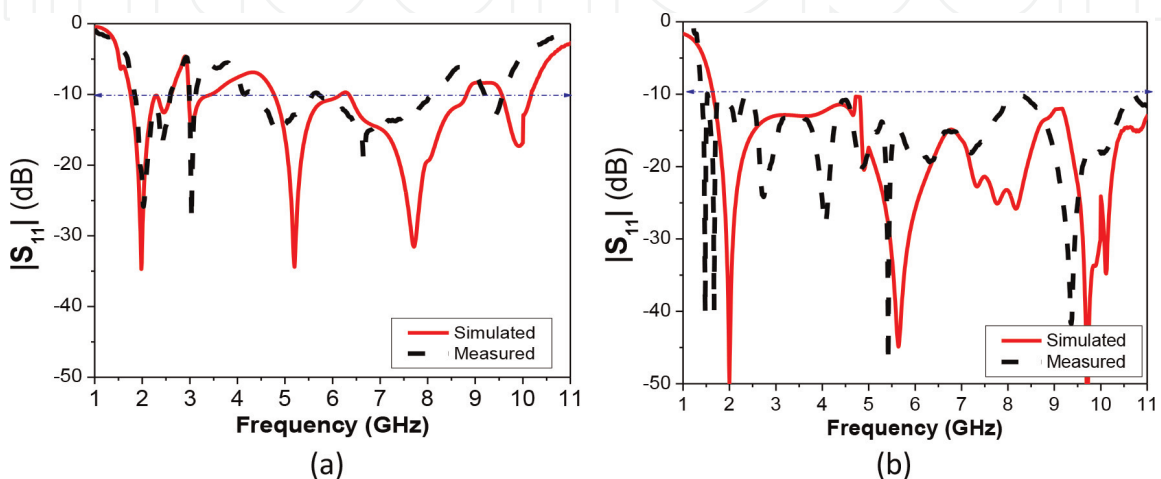 0
-10
-20
-30
-40
-50
|S11| (dB)
Simulated
Measured
1 2 3 4 5 6 7 8 9 10 11
Frequency (GHz)
(a)
0
-10
-20
-30
-40
-50
|S11| (dB)
Simulated
Measured
1 2 3 4 5 6 7 8 9 10 11
Frequency (GHz)
(b)